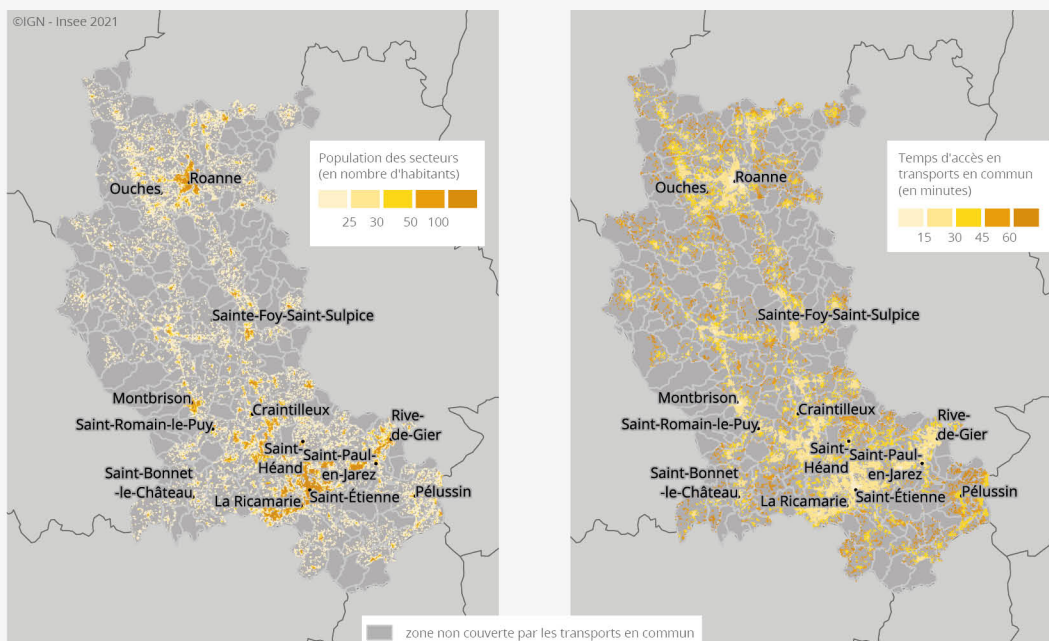 ©IGN - Insee 2021
Population des secteurs
(en nombre d'habitants)
25 30 50 100
Roanne
Ouches
Sainte-Foy-Saint-Sulpice
Montbrison
Saint-Romain-le-Puy
Craintilleux
Rive-
de-Gier
Saint-
Héand
Saint-Paul-
en-Jarez
Saint-Bonnet
-le-Château
La Ricamarie
Saint-Étienne
Pélussin
Temps d'accès en
transports en commun
(en minutes)
15 30 45 60
Roanne
Ouches
Sainte-Foy-Saint-Sulpice
Montbrison
Saint-Romain-le-Puy
Craintilleux
Rive-
de-Gier
Saint-
Héand
Saint-Paul-
en-Jarez
Saint-Bonnet
-le-Château
La Ricamarie
Saint-Étienne
Pélussin
zone non couverte par les transports en commun